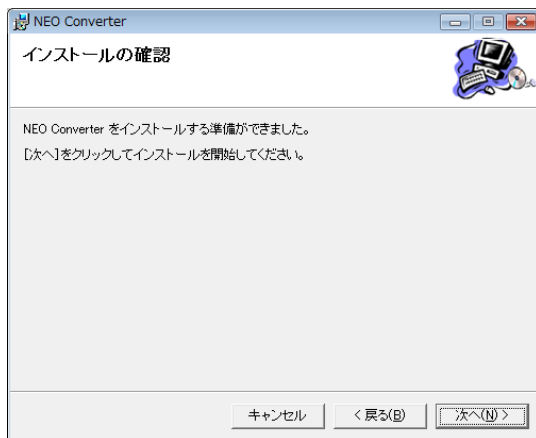 NEO Converter
インストールの確認
NEO Converter をインストールする準備ができました。
[次へ]をクリックしてインストールを開始してください。
キャンセル
< 戻る(B)
次へ(N) >